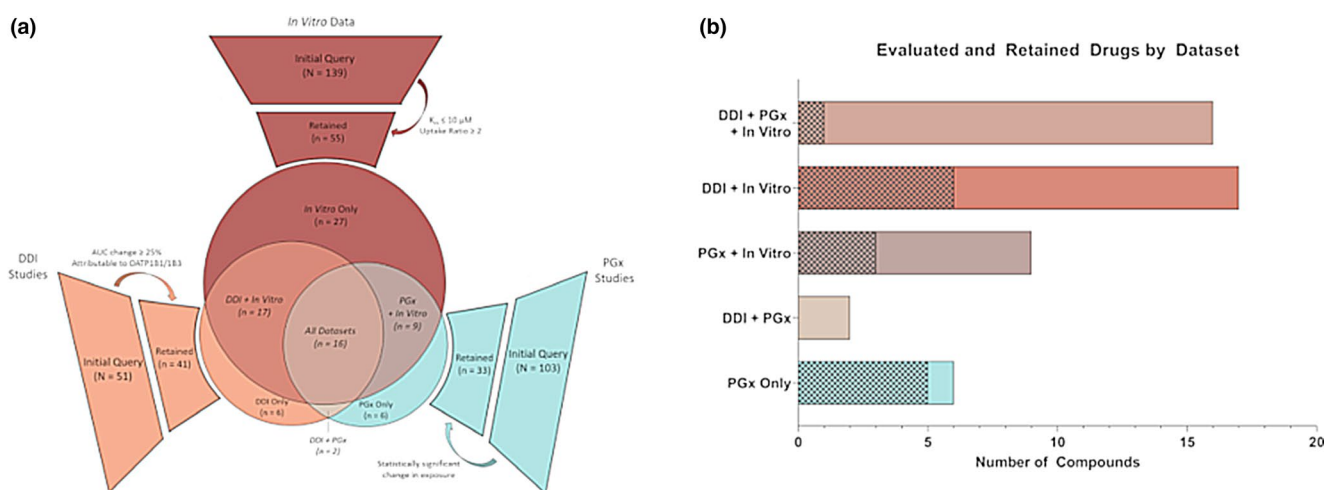 (a)
In Vitro Data
Initial Query
(N = 139)
Kₘ ≤ 10 μM
Uptake Ratio ≥ 2
Retained
(n = 55)
In Vitro Only
(n = 27)
DDI
Studies
AUC change ≥ 25%
Attributable to OATP1B1/1B3
PGx
Studies
DDI + In Vitro
(n = 17)
PGx
+ In Vitro
(n = 9)
All Datasets
(n = 16)
Initial Query
(N = 51)
Retained
(n = 41)
Retained
(n = 33)
Initial Query
(N = 103)
DDI Only
(n = 6)
PGx Only
(n = 6)
DDI + PGx
(n = 2)
Statistically significant
change in exposure
(b)
Evaluated and Retained Drugs by Dataset
DDI + PGx
+ In Vitro
DDI + In Vitro
PGx + In Vitro
DDI + PGx
PGx Only
0 5 10 15 20
Number of Compounds